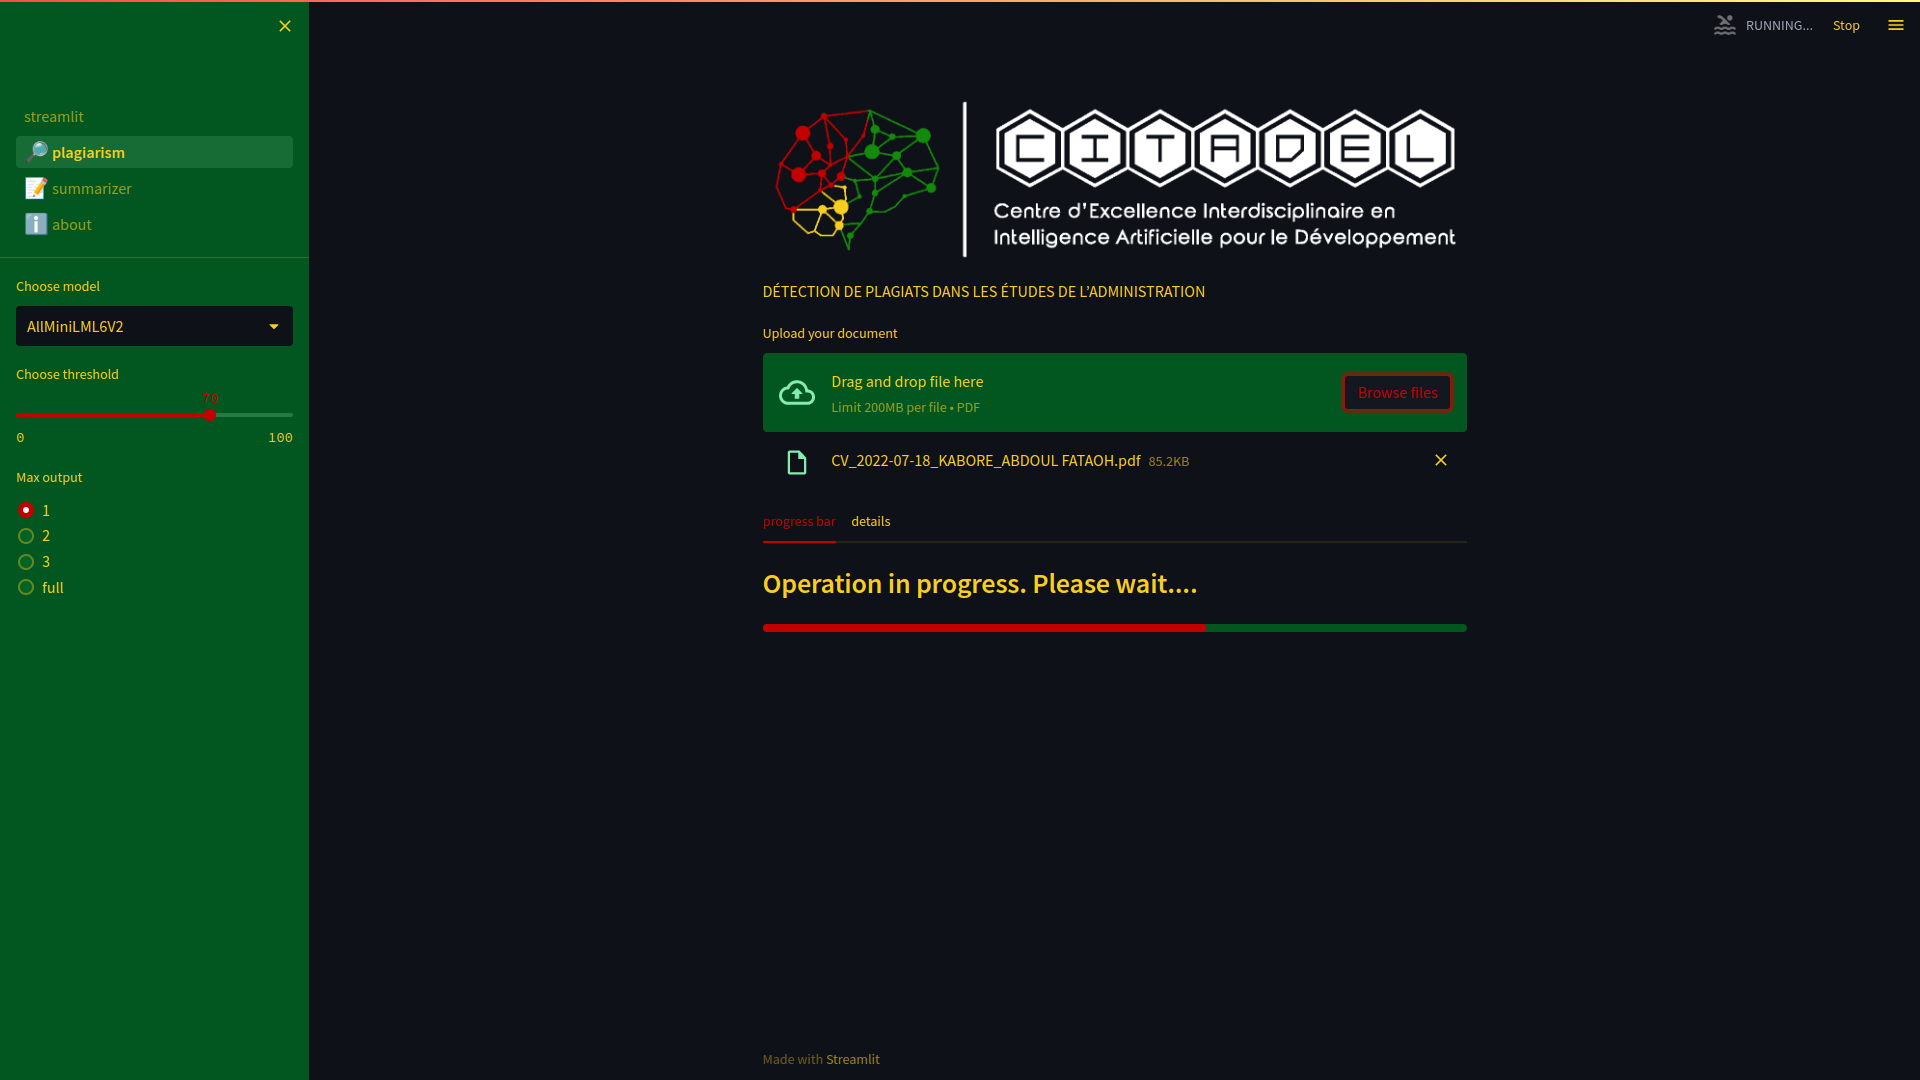 RUNNING...
Stop
streamlit
plagiarism
summarizer
about
Choose model
AllMiniLML6V2
Choose threshold
70
0
100
Max output
1
2
3
full
CITADEL
Centre d'Excellence Interdisciplinaire en
Intelligence Artificielle pour le Développement
DÉTECTION DE PLAGIATS DANS LES ÉTUDES DE L’ADMINISTRATION
Upload your document
Drag and drop file here
Limit 200MB per file • PDF
Browse files
CV_2022-07-18_KABORE_ABDOUL FATAOH.pdf 85.2KB
progress bar details
Operation in progress. Please wait....
Made with Streamlit